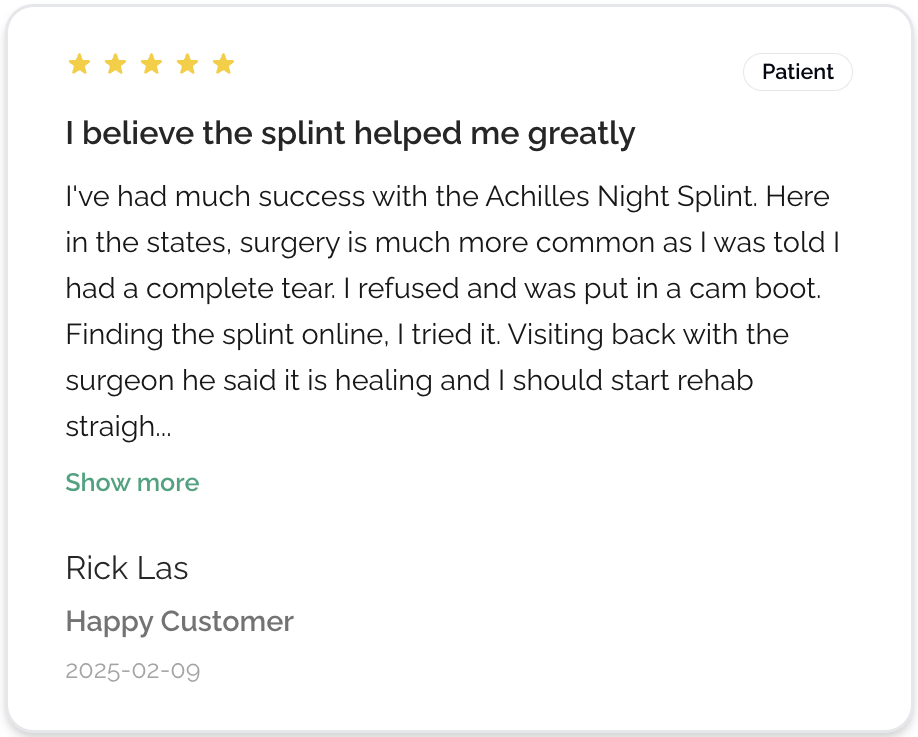 Patient
I believe the splint helped me greatly
I've had much success with the Achilles Night Splint. Here
in the states, surgery is much more common as I was told I
had a complete tear. I refused and was put in a cam boot.
Finding the splint online, I tried it. Visiting back with the
surgeon he said it is healing and I should start rehab
straigh...
Show more
Rick Las
Happy Customer
2025-02-09